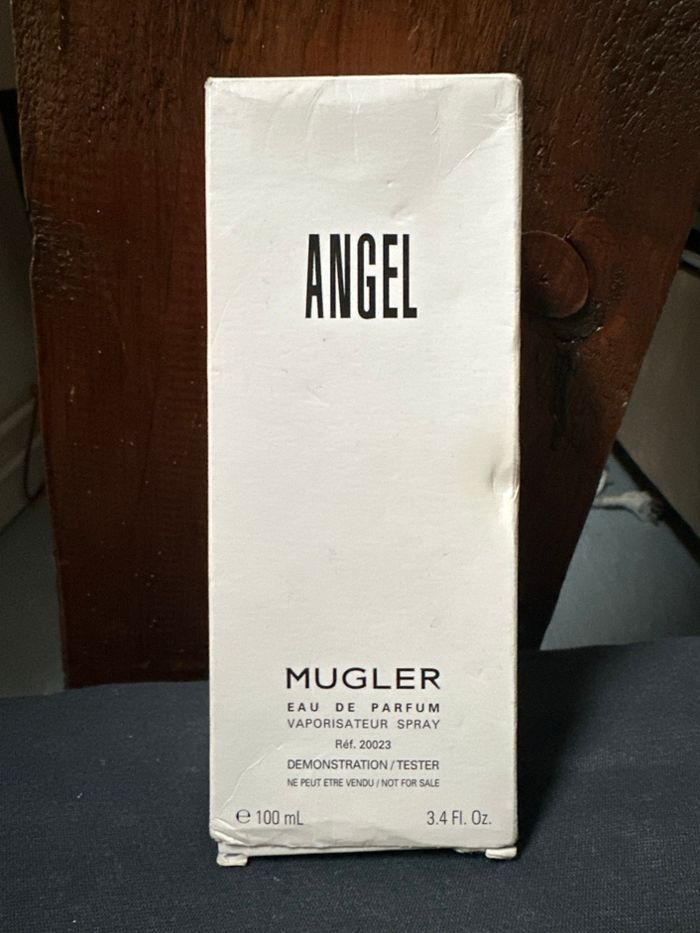 ANGEL
MUGLER
EAU DE PARFUM
VAPORISATEUR SPRAY
Réf. 20023
DEMONSTRATION / TESTER
NE PEUT ETRE VENDU / NOT FOR SALE
℮ 100 mL 3.4 Fl. Oz.